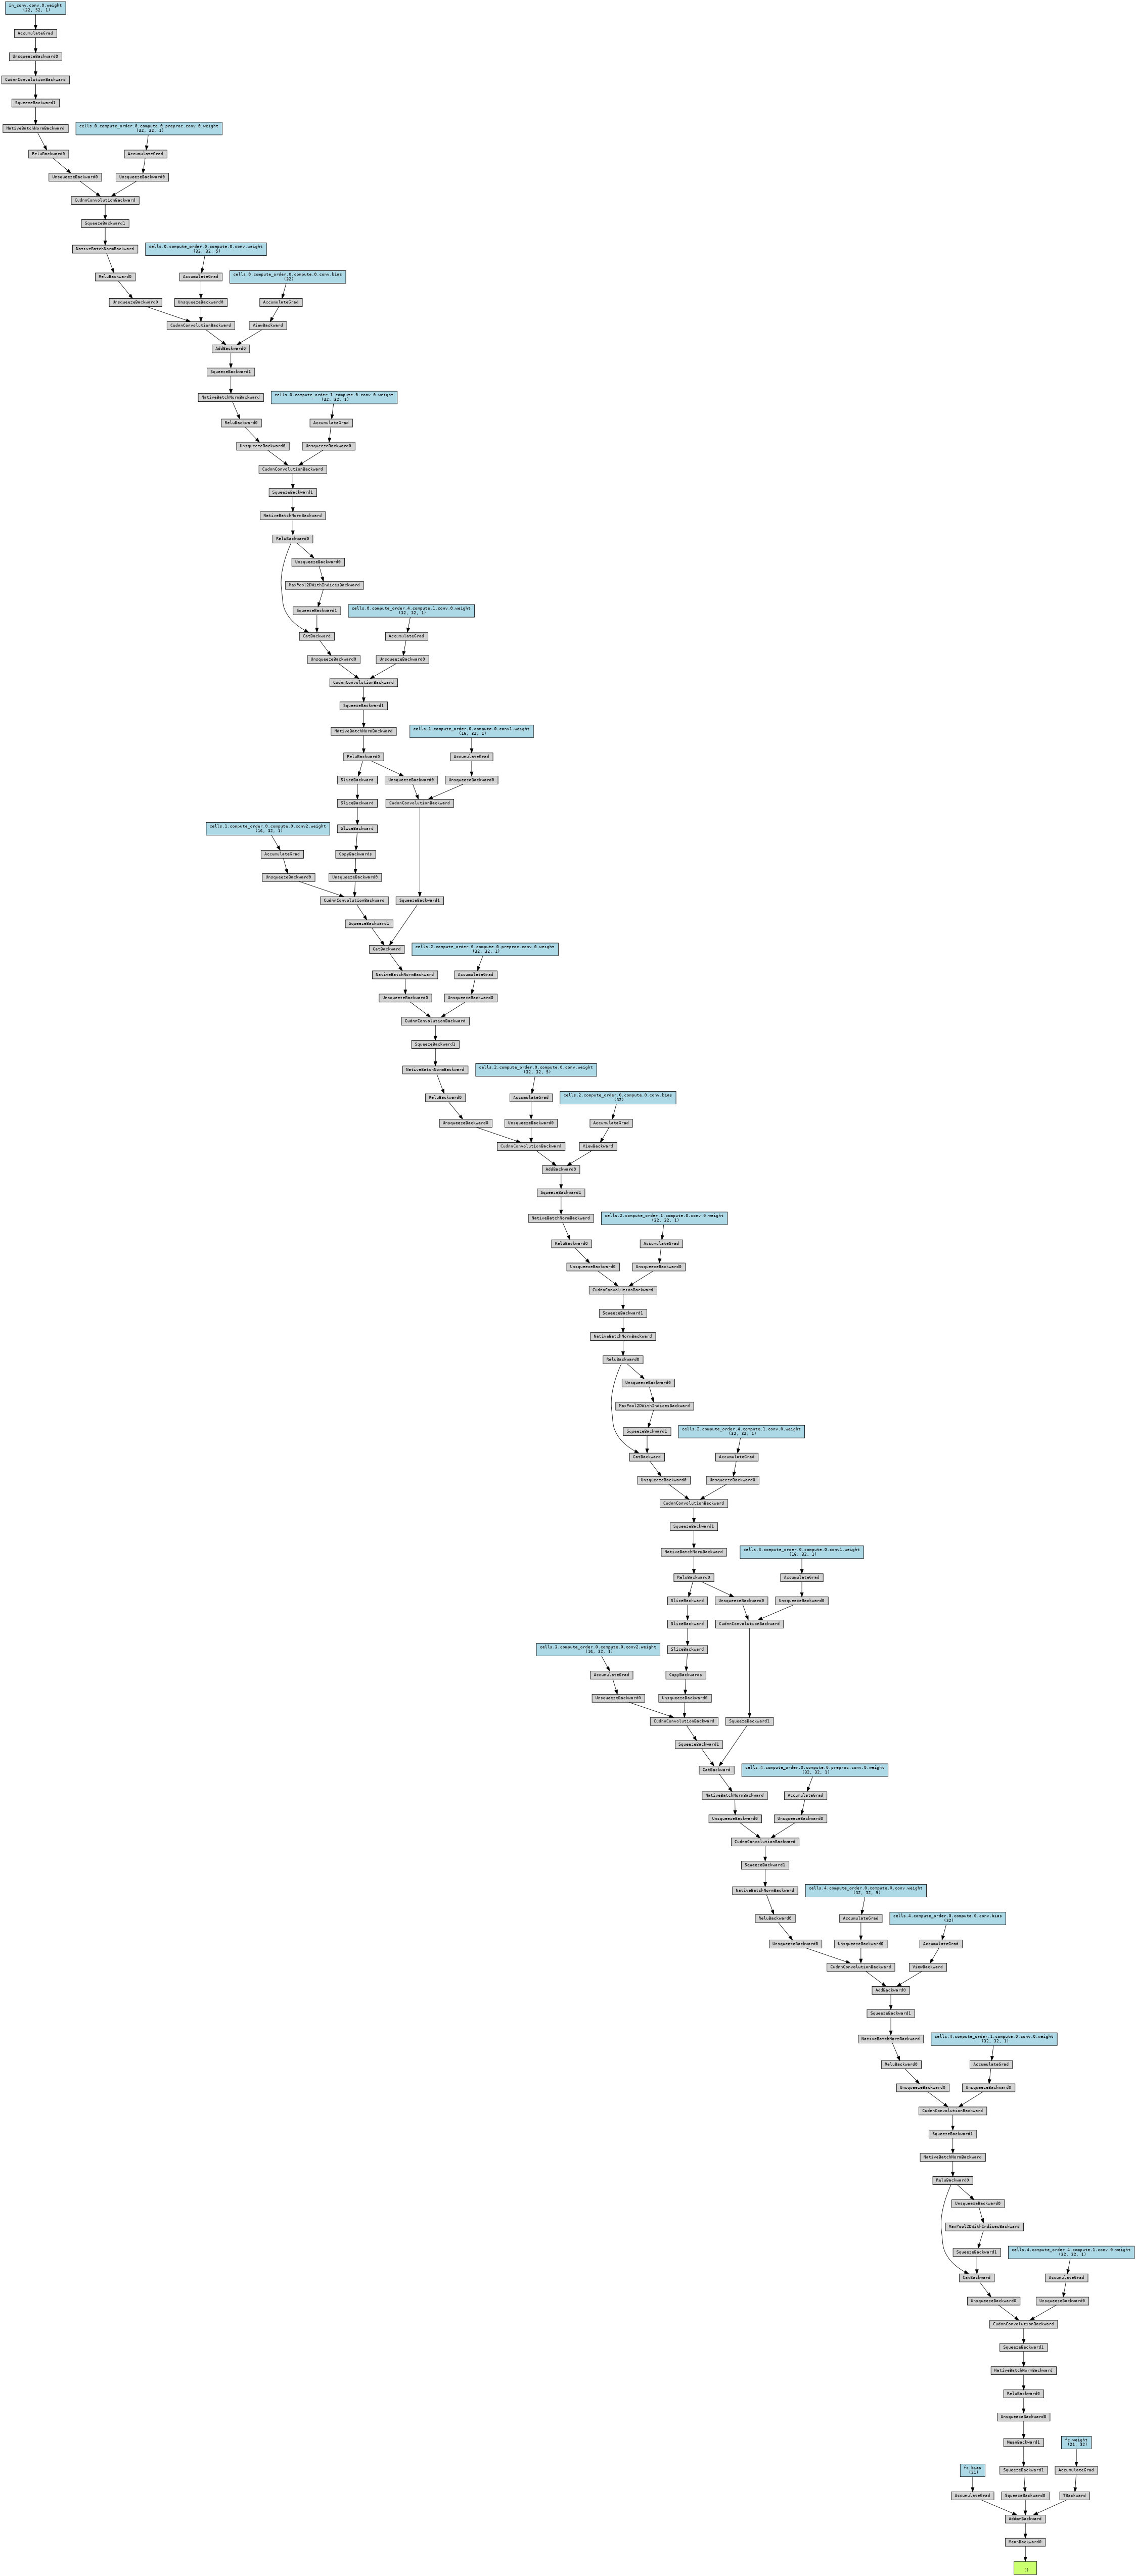 in_conv.conv.0.weight
(32, 52, 1)
AccumulateGrad
UnsqueezeBackward0
CudnnConvolutionBackward
SqueezeBackward1
NativeBatchNormBackward
cells.0.compute_order.0.compute.0.preproc.conv.0.weight
(32, 32, 1)
ReluBackward0
AccumulateGrad
UnsqueezeBackward0
UnsqueezeBackward0
CudnnConvolutionBackward
SqueezeBackward1
NativeBatchNormBackward
cells.0.compute_order.0.compute.0.conv.weight
(32, 32, 5)
ReluBackward0
AccumulateGrad
cells.0.compute_order.0.compute.0.conv.bias
(32)
UnsqueezeBackward0
UnsqueezeBackward0
AccumulateGrad
CudnnConvolutionBackward
ViewBackward
AddBackward0
SqueezeBackward1
NativeBatchNormBackward
cells.0.compute_order.1.compute.0.conv.0.weight
(32, 32, 1)
ReluBackward0
AccumulateGrad
UnsqueezeBackward0
UnsqueezeBackward0
CudnnConvolutionBackward
SqueezeBackward1
NativeBatchNormBackward
ReluBackward0
UnsqueezeBackward0
MaxPool2DWithIndicesBackward
SqueezeBackward1
cells.0.compute_order.4.compute.1.conv.0.weight
(32, 32, 1)
CatBackward
AccumulateGrad
UnsqueezeBackward0
UnsqueezeBackward0
CudnnConvolutionBackward
SqueezeBackward1
NativeBatchNormBackward
cells.1.compute_order.0.compute.0.conv1.weight
(16, 32, 1)
ReluBackward0
AccumulateGrad
SliceBackward
UnsqueezeBackward0
UnsqueezeBackward0
SliceBackward
CudnnConvolutionBackward
cells.1.compute_order.0.compute.0.conv2.weight
(16, 32, 1)
SliceBackward
AccumulateGrad
CopyBackwards
UnsqueezeBackward0
UnsqueezeBackward0
CudnnConvolutionBackward
SqueezeBackward1
SqueezeBackward1
CatBackward
cells.2.compute_order.0.compute.0.preproc.conv.0.weight
(32, 32, 1)
NativeBatchNormBackward
AccumulateGrad
UnsqueezeBackward0
UnsqueezeBackward0
CudnnConvolutionBackward
SqueezeBackward1
NativeBatchNormBackward
cells.2.compute_order.0.compute.0.conv.weight
(32, 32, 5)
ReluBackward0
AccumulateGrad
cells.2.compute_order.0.compute.0.conv.bias
(32)
UnsqueezeBackward0
UnsqueezeBackward0
AccumulateGrad
CudnnConvolutionBackward
ViewBackward
AddBackward0
SqueezeBackward1
NativeBatchNormBackward
cells.2.compute_order.1.compute.0.conv.0.weight
(32, 32, 1)
ReluBackward0
AccumulateGrad
UnsqueezeBackward0
UnsqueezeBackward0
CudnnConvolutionBackward
SqueezeBackward1
NativeBatchNormBackward
ReluBackward0
UnsqueezeBackward0
MaxPool2DWithIndicesBackward
SqueezeBackward1
cells.2.compute_order.4.compute.1.conv.0.weight
(32, 32, 1)
CatBackward
AccumulateGrad
UnsqueezeBackward0
UnsqueezeBackward0
CudnnConvolutionBackward
SqueezeBackward1
NativeBatchNormBackward
cells.3.compute_order.0.compute.0.conv1.weight
(16, 32, 1)
ReluBackward0
AccumulateGrad
SliceBackward
UnsqueezeBackward0
UnsqueezeBackward0
SliceBackward
CudnnConvolutionBackward
cells.3.compute_order.0.compute.0.conv2.weight
(16, 32, 1)
SliceBackward
AccumulateGrad
CopyBackwards
UnsqueezeBackward0
UnsqueezeBackward0
CudnnConvolutionBackward
SqueezeBackward1
SqueezeBackward1
CatBackward
cells.4.compute_order.0.compute.0.preproc.conv.0.weight
(32, 32, 1)
NativeBatchNormBackward
AccumulateGrad
UnsqueezeBackward0
UnsqueezeBackward0
CudnnConvolutionBackward
SqueezeBackward1
NativeBatchNormBackward
cells.4.compute_order.0.compute.0.conv.weight
(32, 32, 5)
ReluBackward0
AccumulateGrad
cells.4.compute_order.0.compute.0.conv.bias
(32)
UnsqueezeBackward0
UnsqueezeBackward0
AccumulateGrad
CudnnConvolutionBackward
ViewBackward
AddBackward0
SqueezeBackward1
NativeBatchNormBackward
cells.4.compute_order.1.compute.0.conv.0.weight
(32, 32, 1)
ReluBackward0
AccumulateGrad
UnsqueezeBackward0
UnsqueezeBackward0
CudnnConvolutionBackward
SqueezeBackward1
NativeBatchNormBackward
ReluBackward0
UnsqueezeBackward0
MaxPool2DWithIndicesBackward
SqueezeBackward1
cells.4.compute_order.4.compute.1.conv.0.weight
(32, 32, 1)
CatBackward
AccumulateGrad
UnsqueezeBackward0
UnsqueezeBackward0
CudnnConvolutionBackward
SqueezeBackward1
NativeBatchNormBackward
ReluBackward0
UnsqueezeBackward0
MeanBackward1
fc.weight
(21, 32)
fc.bias
(21)
SqueezeBackward1
AccumulateGrad
AccumulateGrad
SqueezeBackward0
TBackward
AddmmBackward
MeanBackward0
()